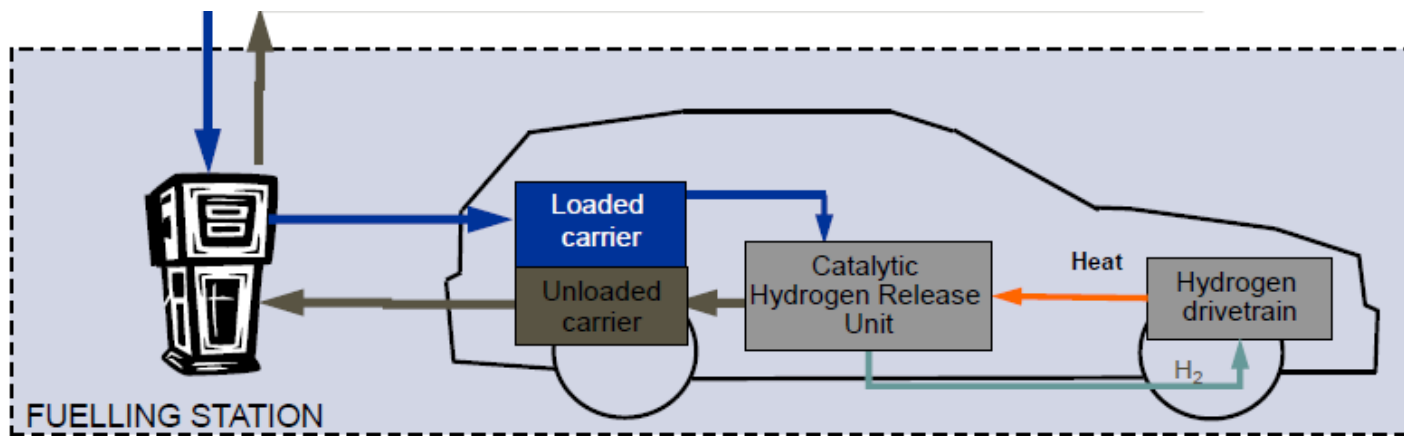 Loaded
carrier
Unloaded
carrier
Catalytic
Hydrogen Release
Unit
Heat
Hydrogen
drivetrain
H₂
FUELLING STATION